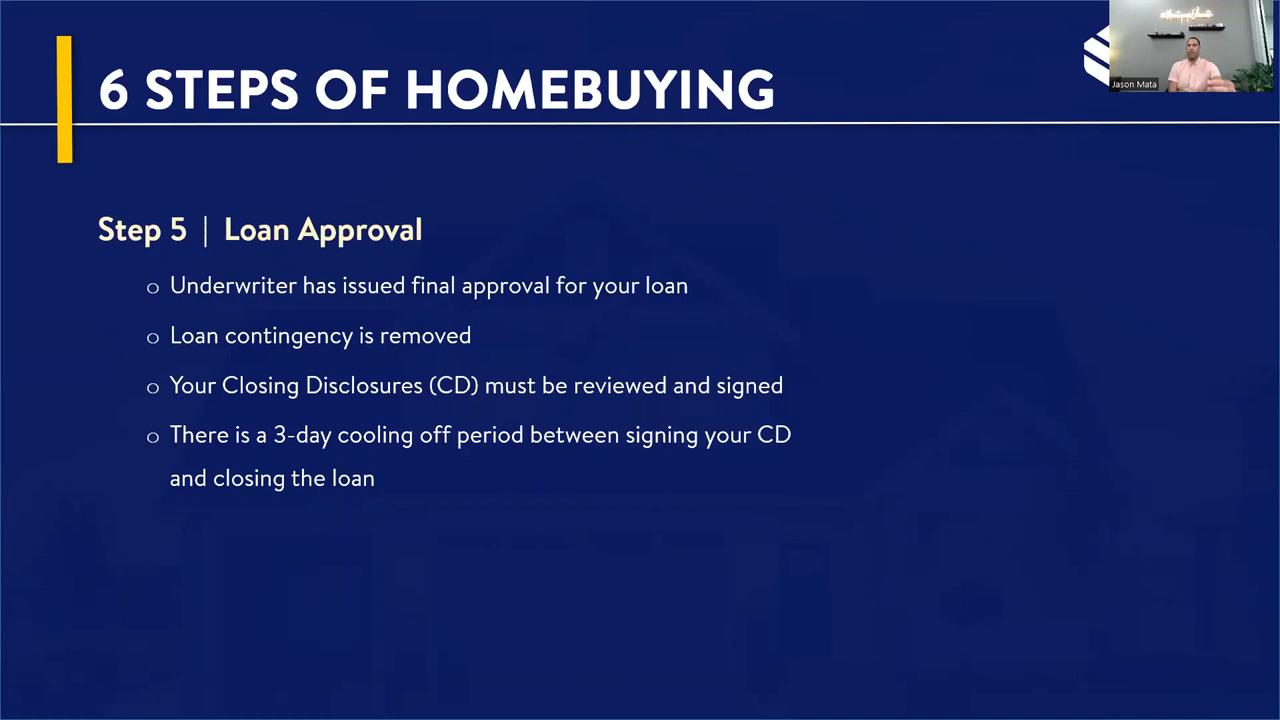 6 STEPS OF HOMEBUYING
Jason Mata
Step 5 | Loan Approval
o Underwriter has issued final approval for your loan
o Loan contingency is removed
o Your Closing Disclosures (CD) must be reviewed and signed
o There is a 3-day cooling off period between signing your CD
and closing the loan